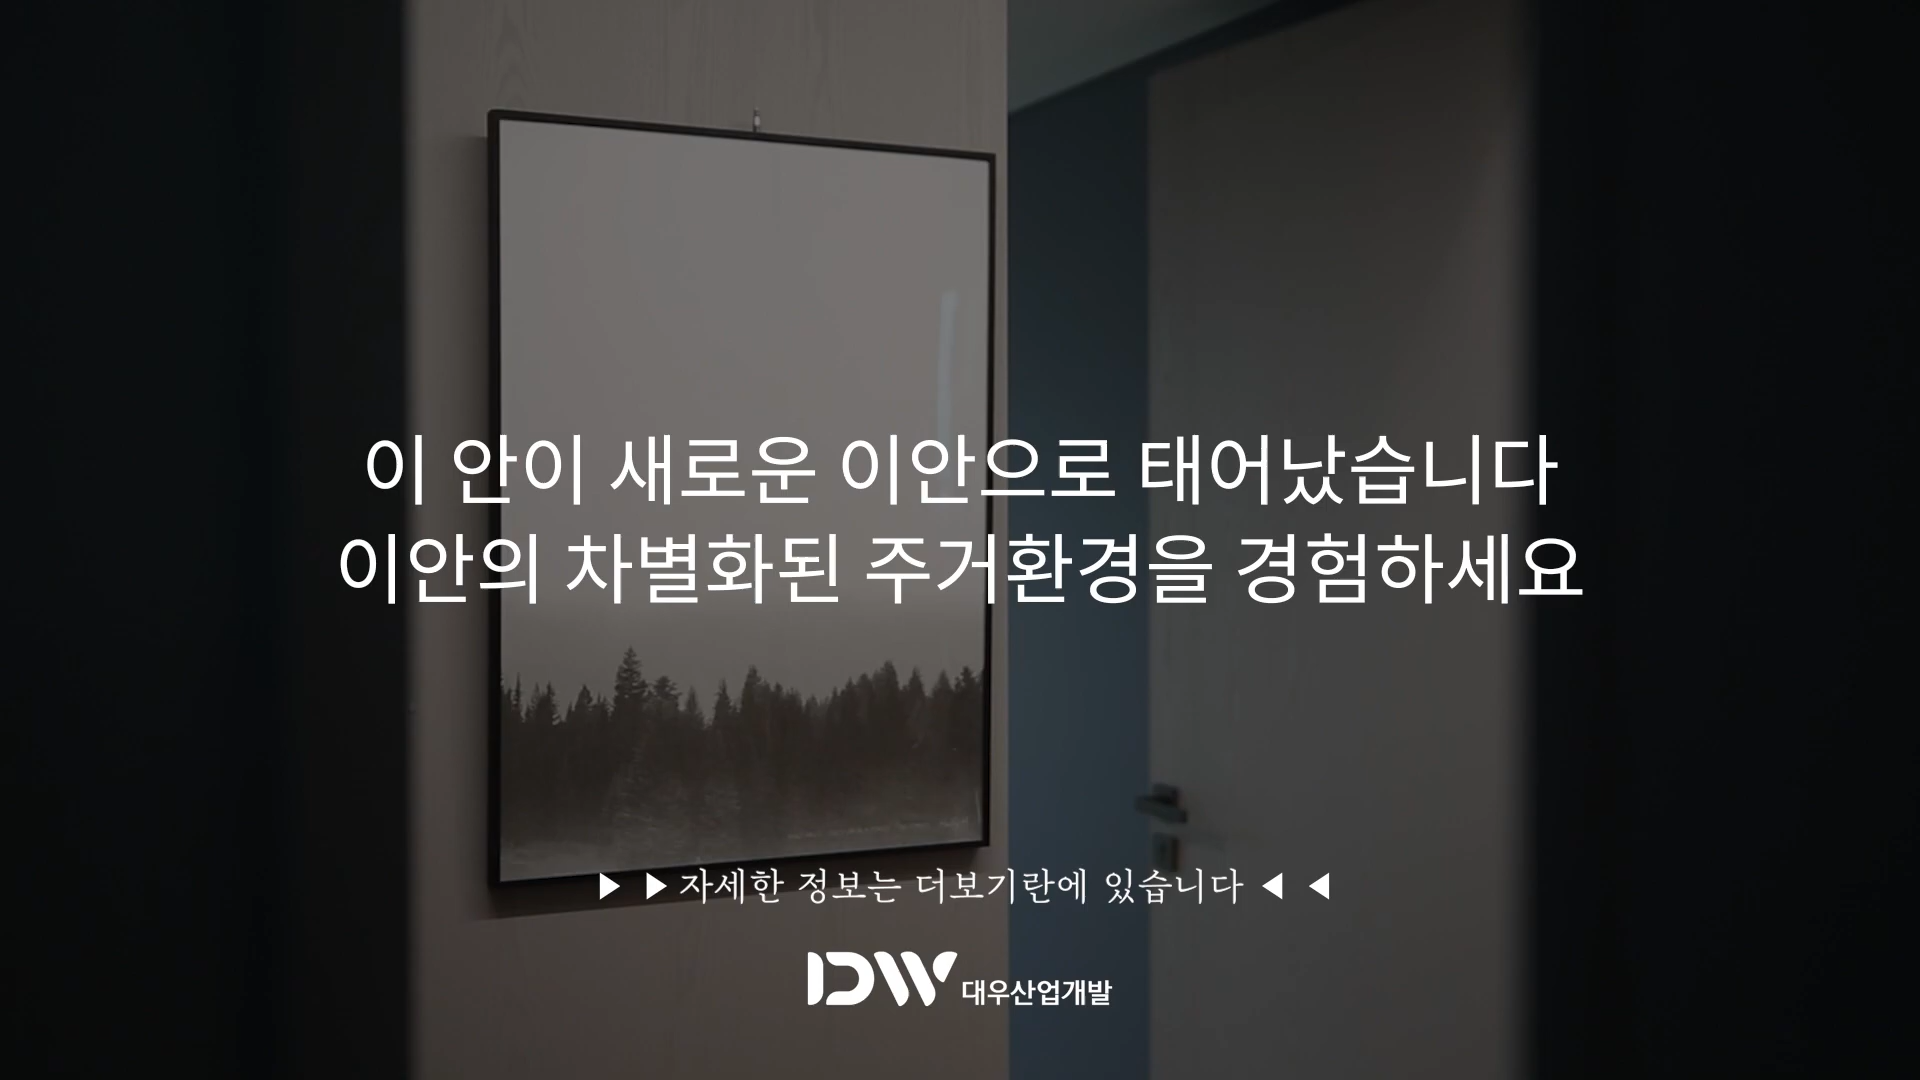 이 안이 새로운 이안으로 태어났습니다
이안의 차별화된 주거환경을 경험하세요
▶ ▶자세한 정보는 더보기란에 있습니다 ◀ ◀
DW 대우산업개발